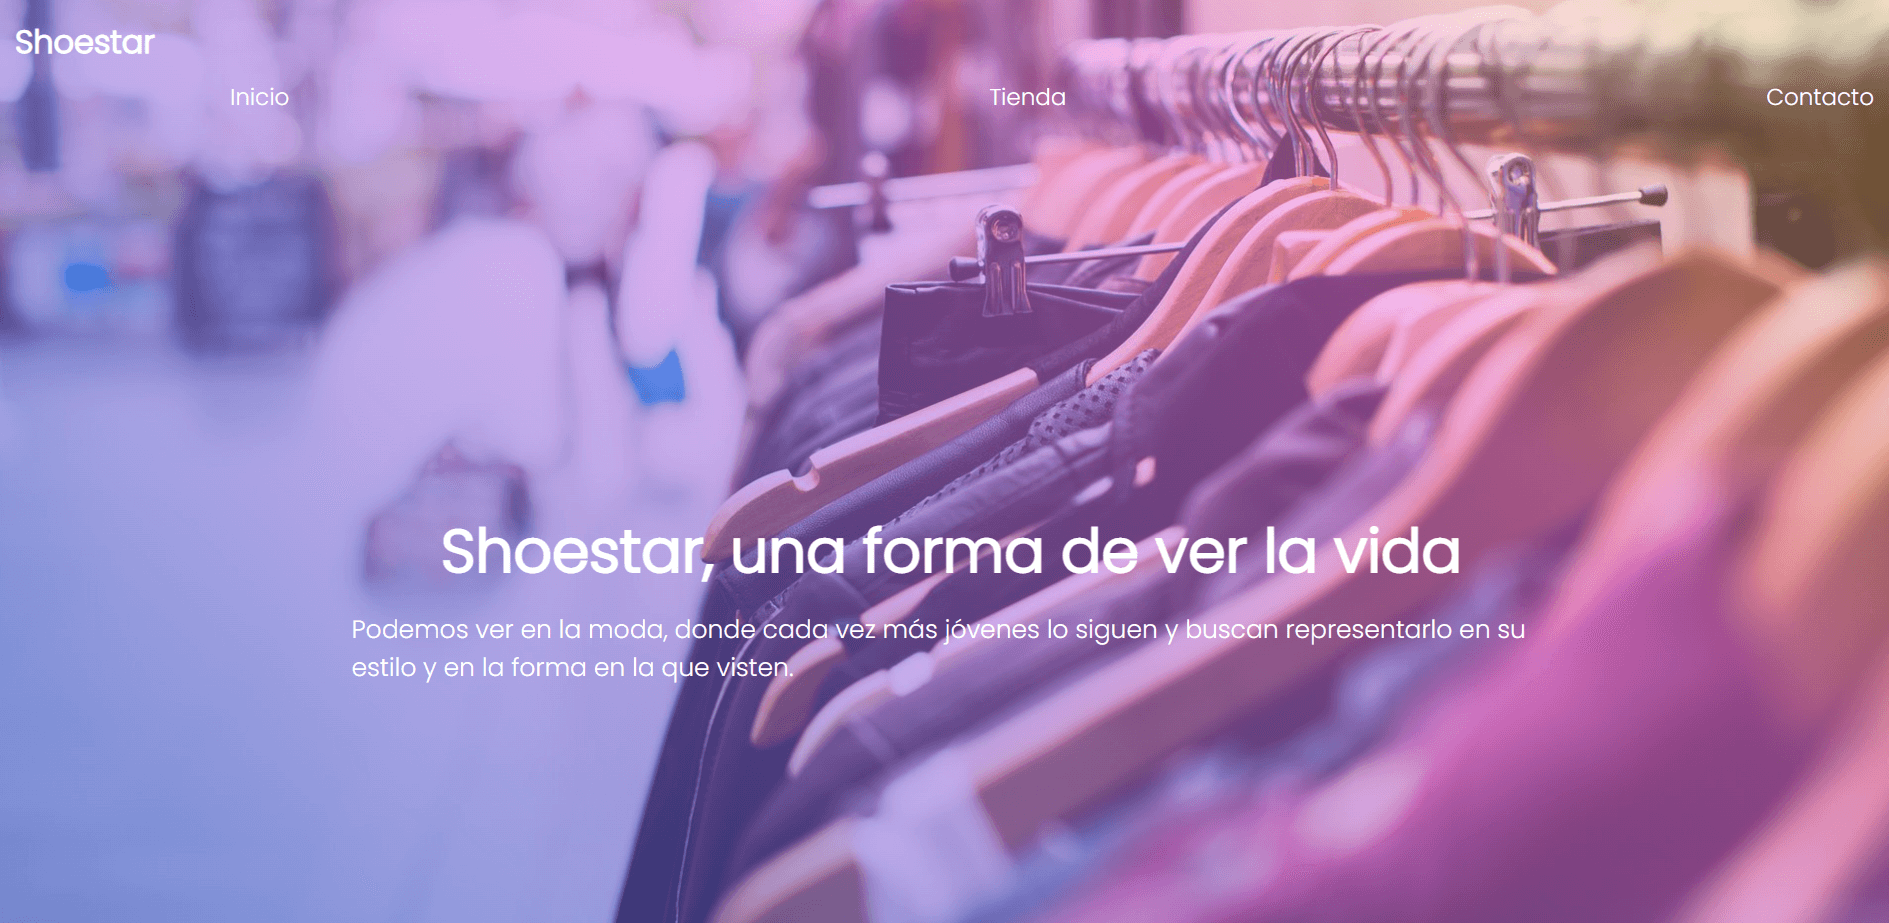 Shoestar
Inicio Tienda Contacto
Shoestar, una forma de ver la vida
Podemos ver en la moda, donde cada vez más jóvenes lo siguen y buscan representarlo en su
estilo y en la forma en la que visten.